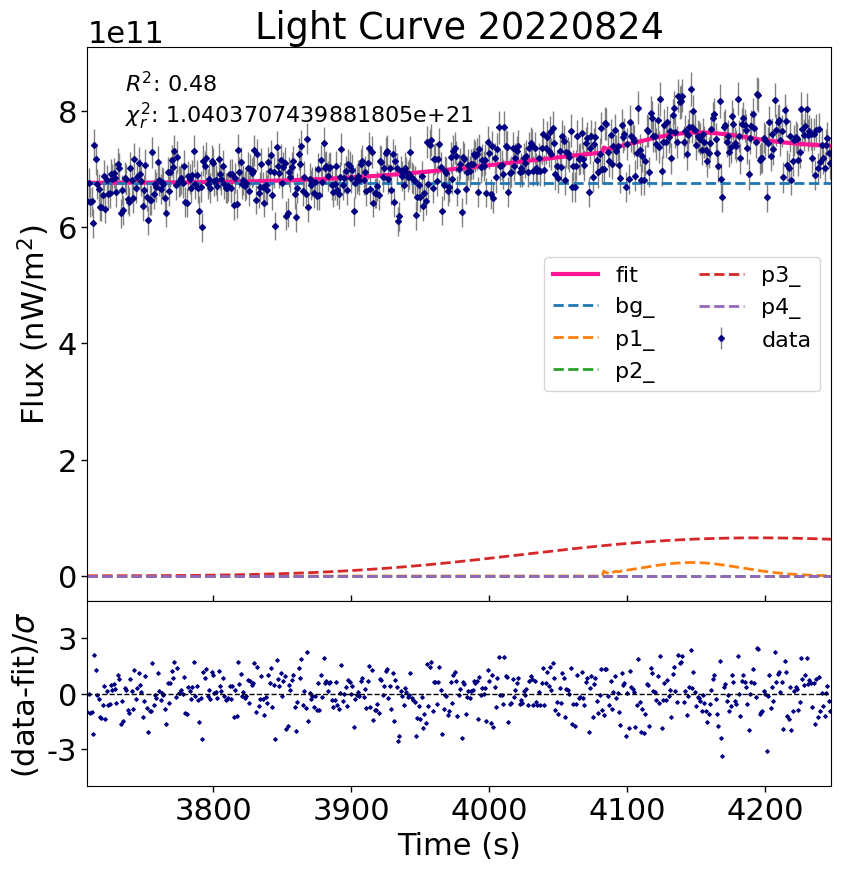 Light Curve 20220824
1e11
R²: 0.48
χ²ᵣ: 1.0403707439881805e+21
8
6
4
2
0
Flux (nW/m²)
fit
bg_
p1_
p2_
p3_
p4_
data
3
0
-3
(data-fit)/σ
3800 3900 4000 4100 4200
Time (s)